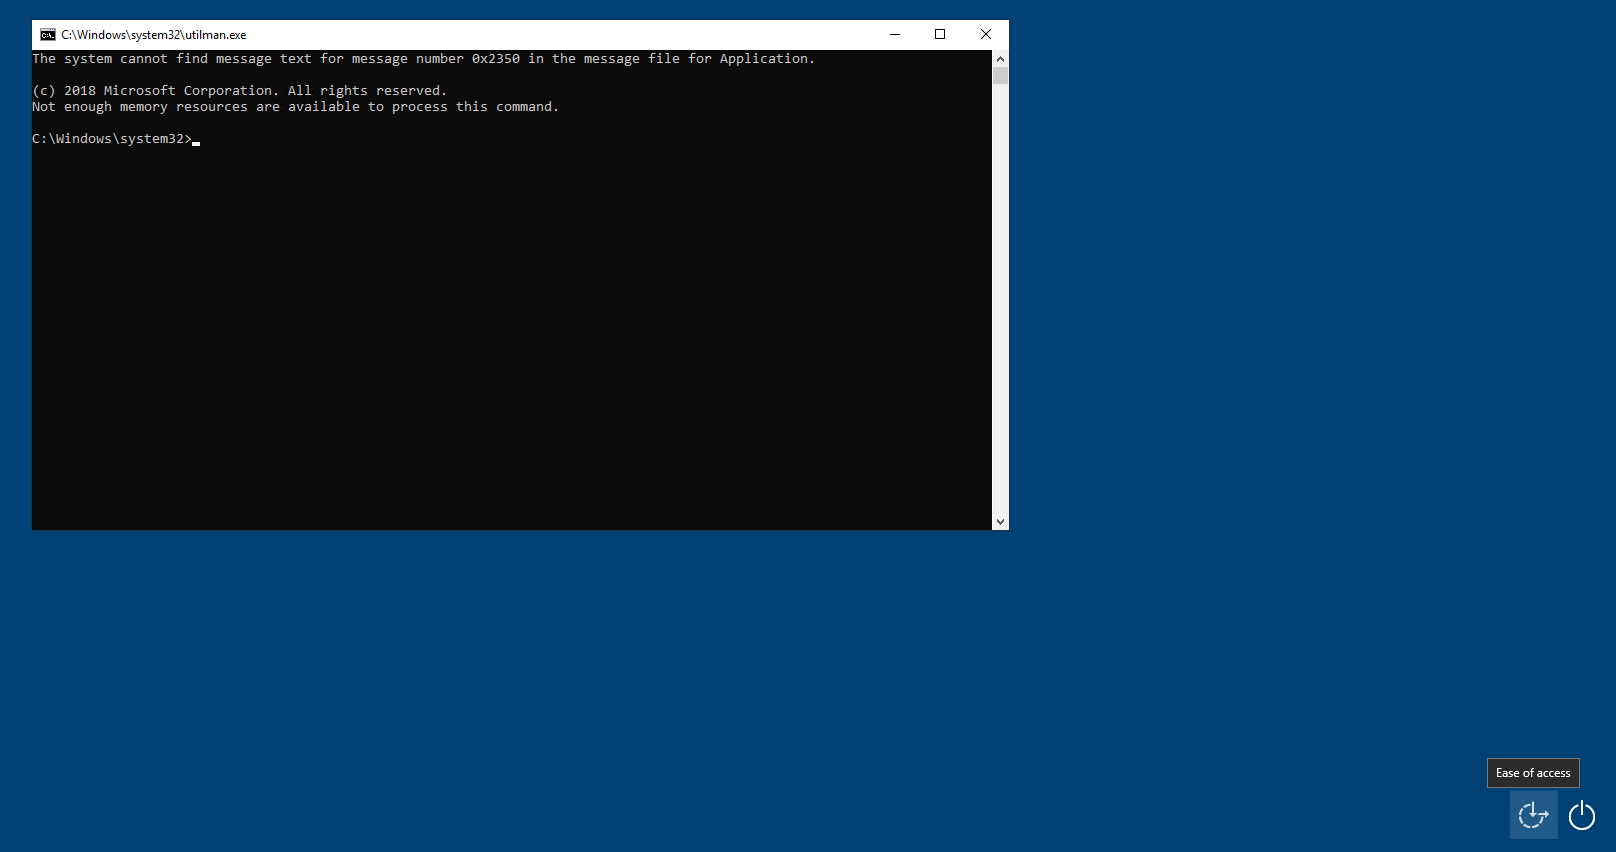 C:\Windows\system32\utilman.exe
The system cannot find message text for message number 0x2350 in the message file for Application.
(c) 2018 Microsoft Corporation. All rights reserved.
Not enough memory resources are available to process this command.
C:\Windows\system32>
Ease of access